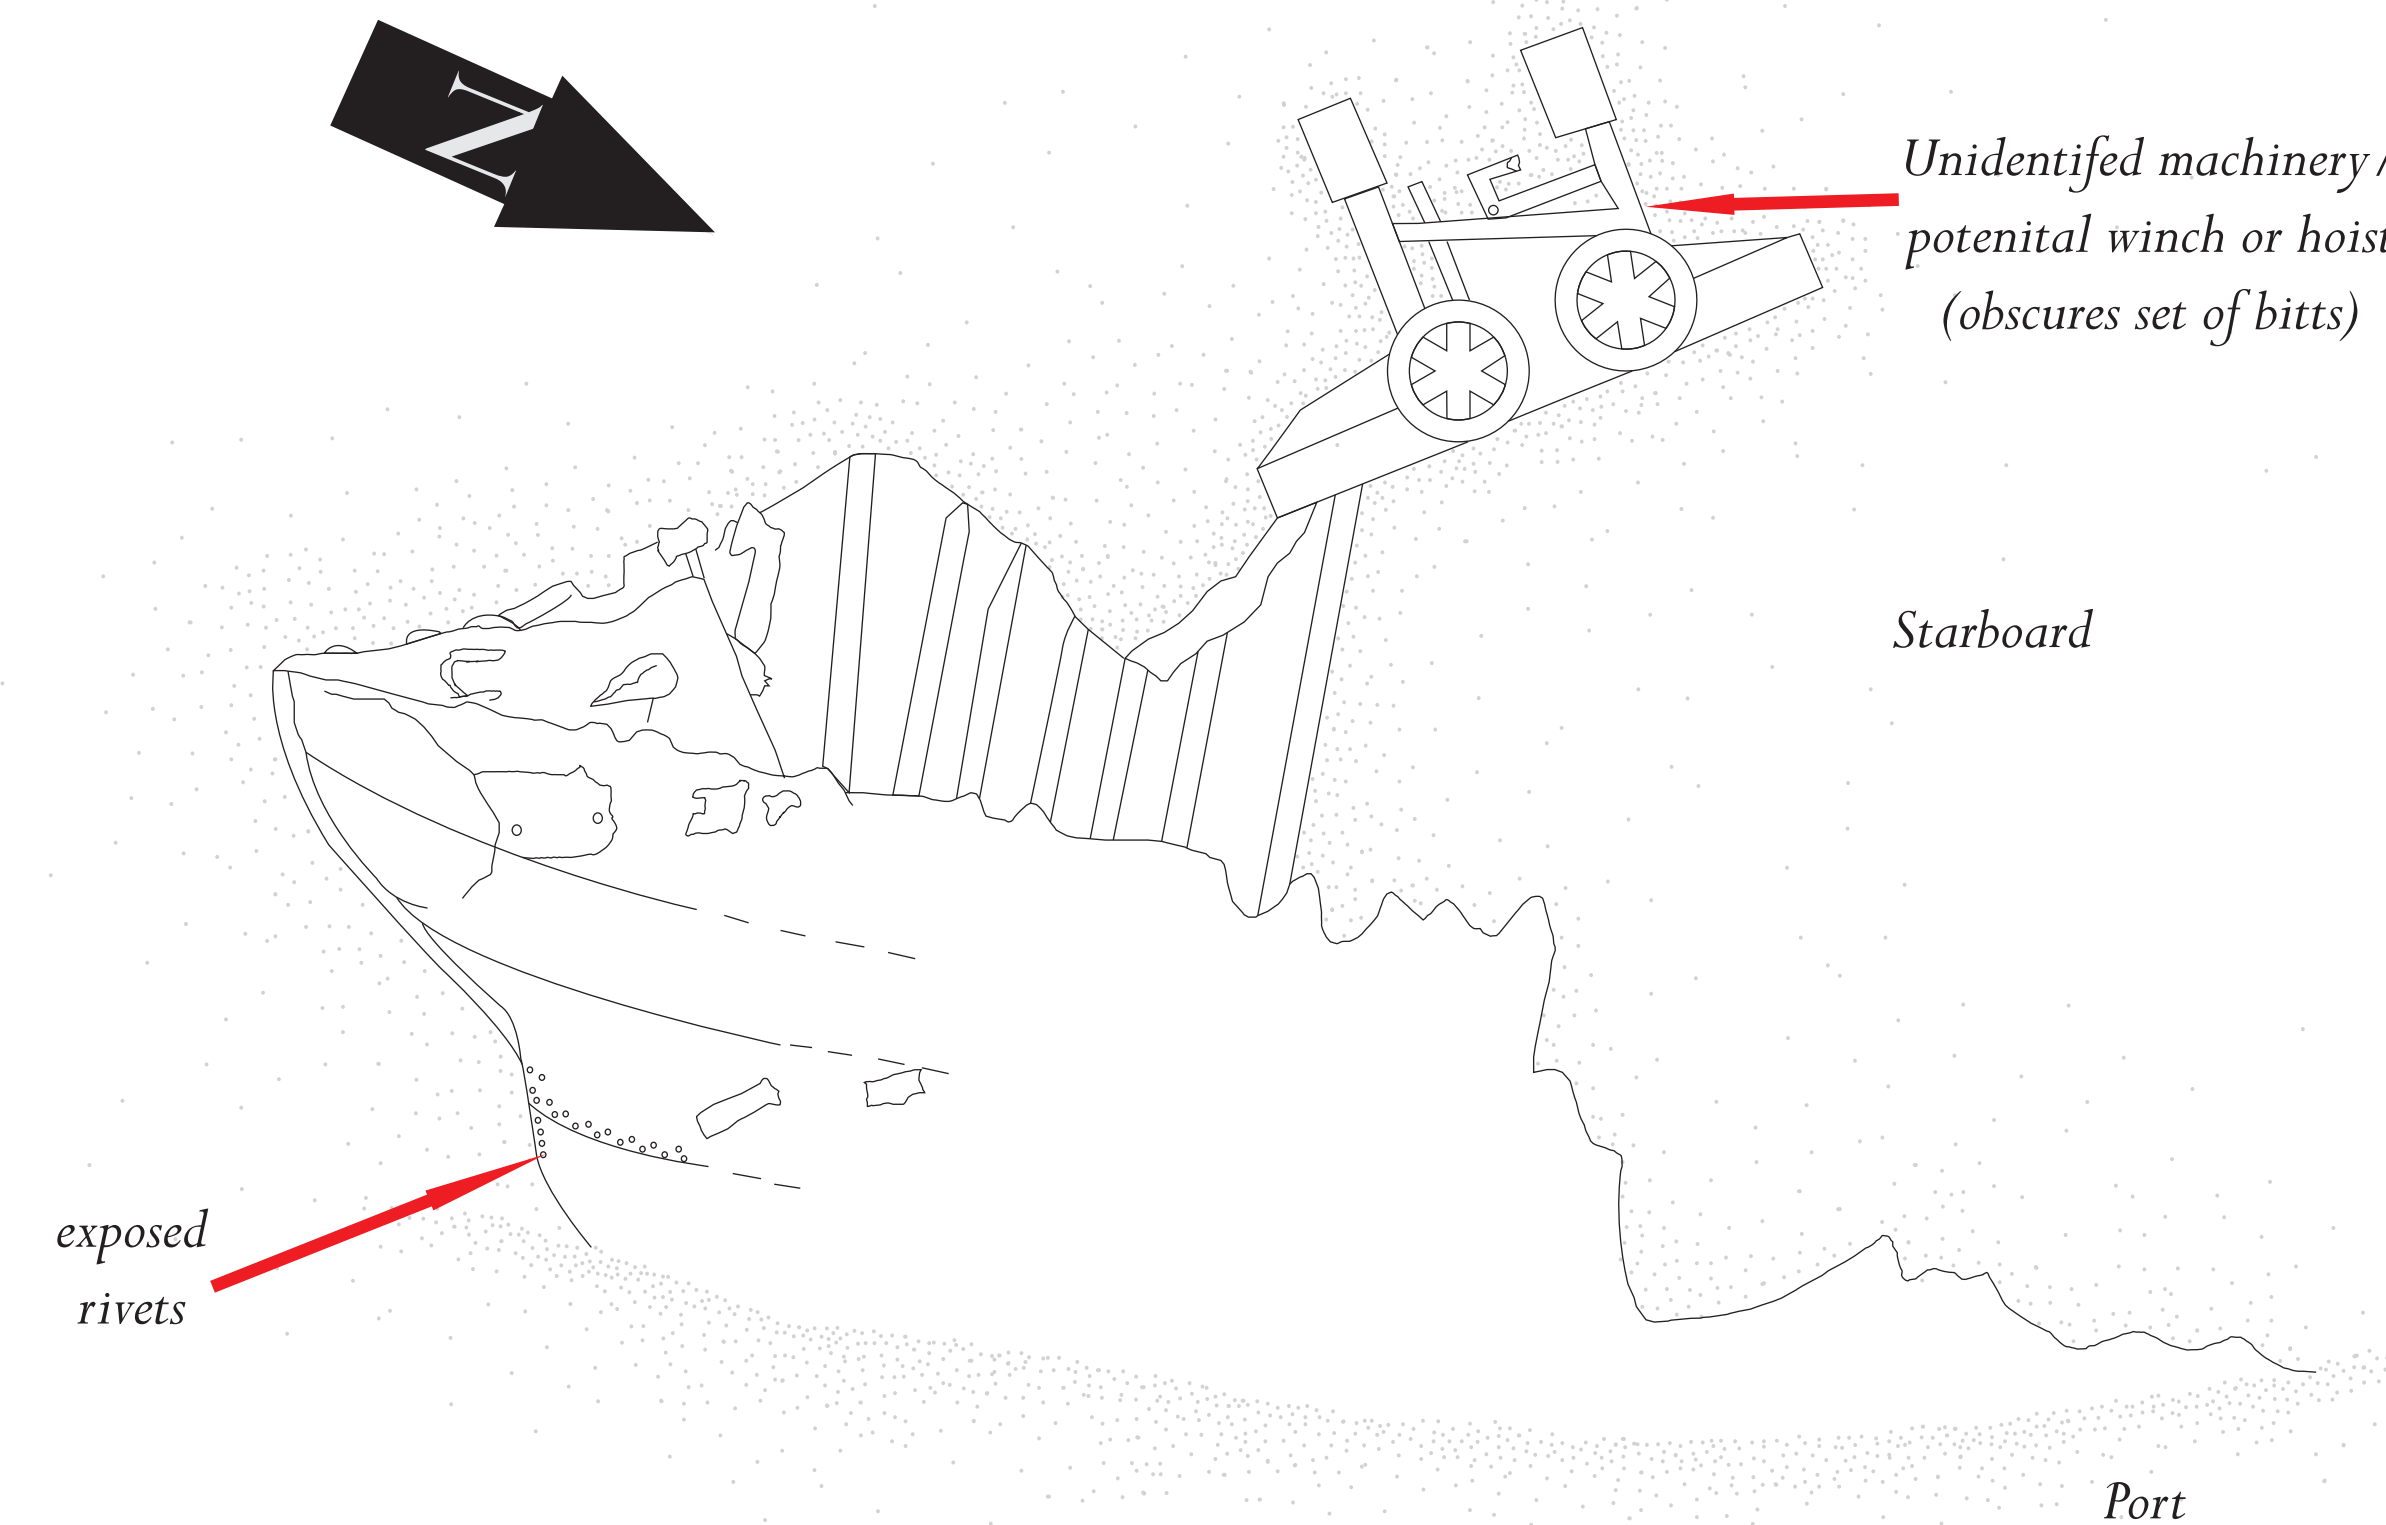 N
Unidentifed machinery /
potenital winch or hoist
(obscures set of bitts)
Starboard
exposed
rivets
Port